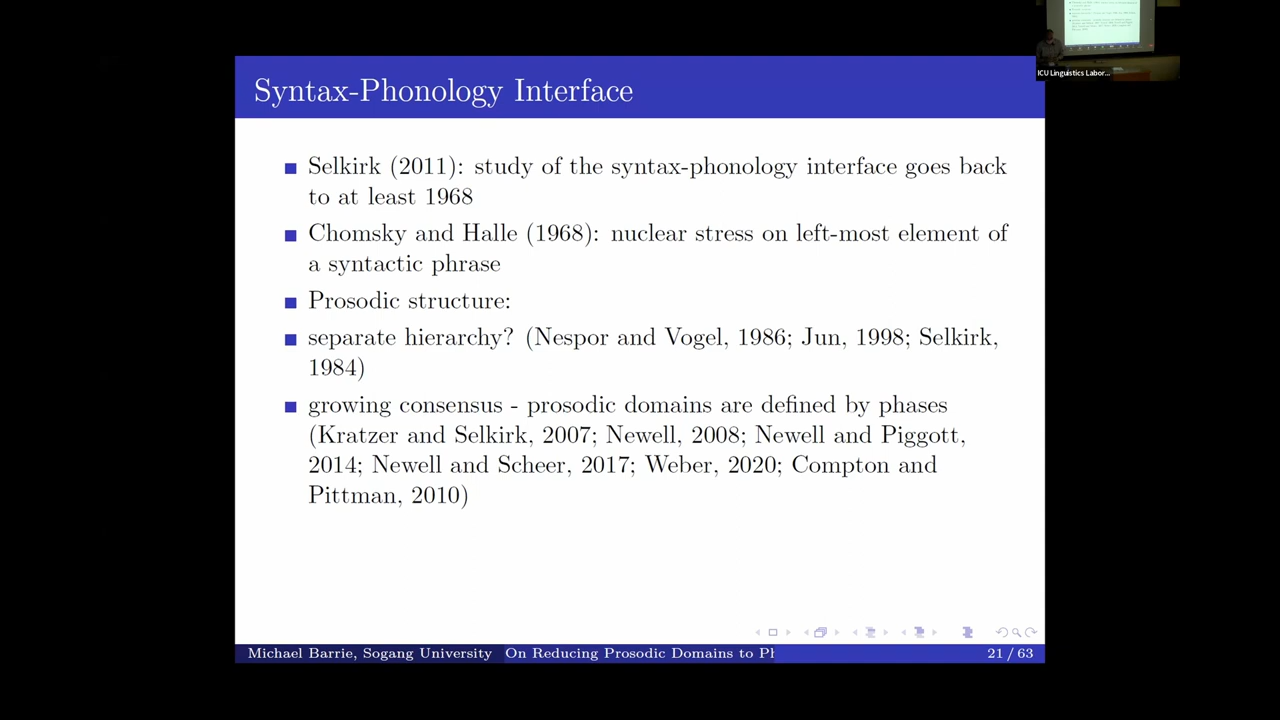 ICU Linguistics Labor...
Syntax-Phonology Interface
Selkirk (2011): study of the syntax-phonology interface goes back
to at least 1968
Chomsky and Halle (1968): nuclear stress on left-most element of
a syntactic phrase
Prosodic structure:
separate hierarchy? (Nespor and Vogel, 1986; Jun, 1998; Selkirk,
1984)
growing consensus - prosodic domains are defined by phases
(Kratzer and Selkirk, 2007; Newell, 2008; Newell and Piggott,
2014; Newell and Scheer, 2017; Weber, 2020; Compton and
Pittman, 2010)
Michael Barrie, Sogang University On Reducing Prosodic Domains to Ph 21 / 63